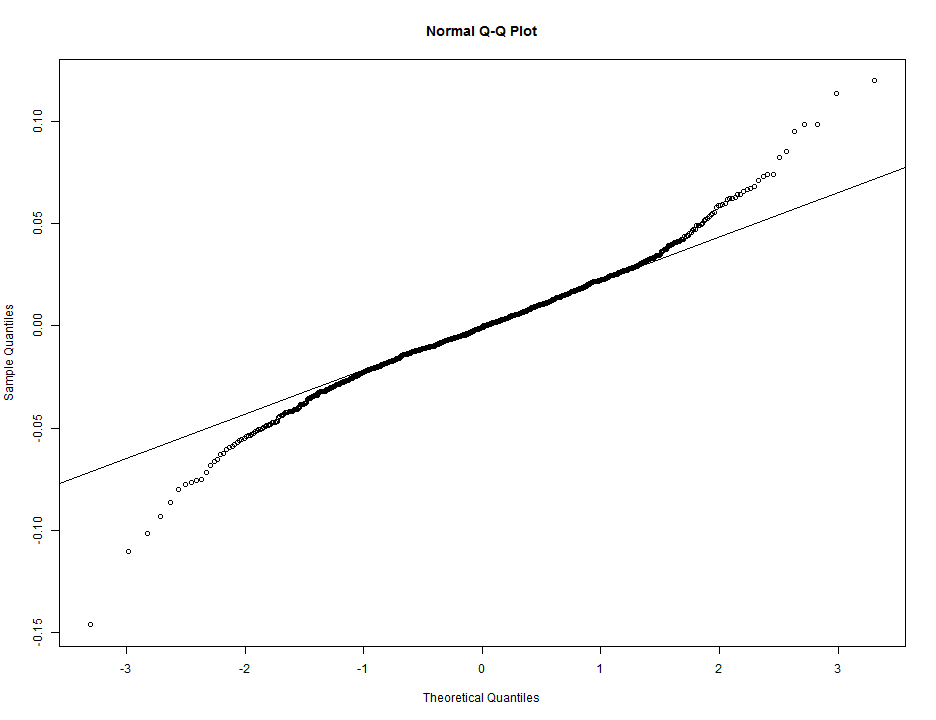 Normal Q-Q Plot
Sample Quantiles
0.10
0.05
0.00
-0.05
-0.10
-0.15
-3 -2 -1 0 1 2 3
Theoretical Quantiles